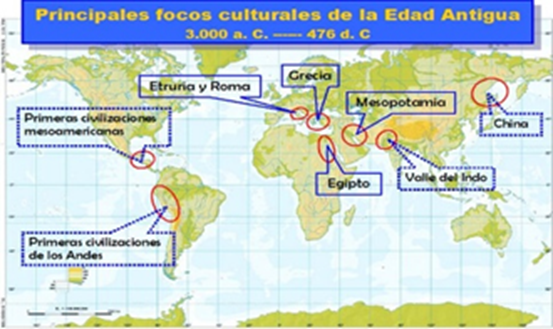 Principales focos culturales de la Edad Antigua
3.000 a. C. ----- 476 d. C
Grecia
Etruria y Roma
Mesopotamia
Primeras civilizaciones
mesoamericanas
China
Egipto
Valle del Indo
Primeras civilizaciones
de los Andes